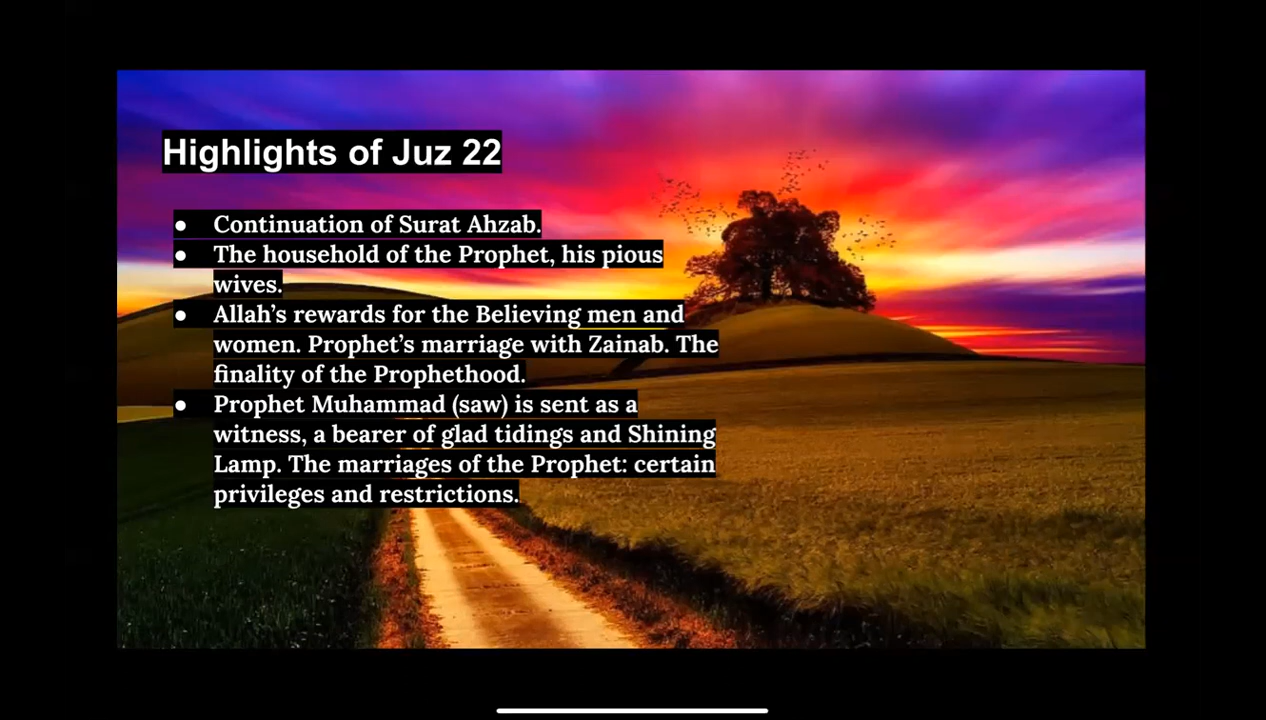 Highlights of Juz 22
● Continuation of Surat Ahzab.
● The household of the Prophet, his pious
wives.
● Allah’s rewards for the Believing men and
women. Prophet’s marriage with Zainab. The
finality of the Prophethood.
● Prophet Muhammad (saw) is sent as a
witness, a bearer of glad tidings and Shining
Lamp. The marriages of the Prophet: certain
privileges and restrictions.